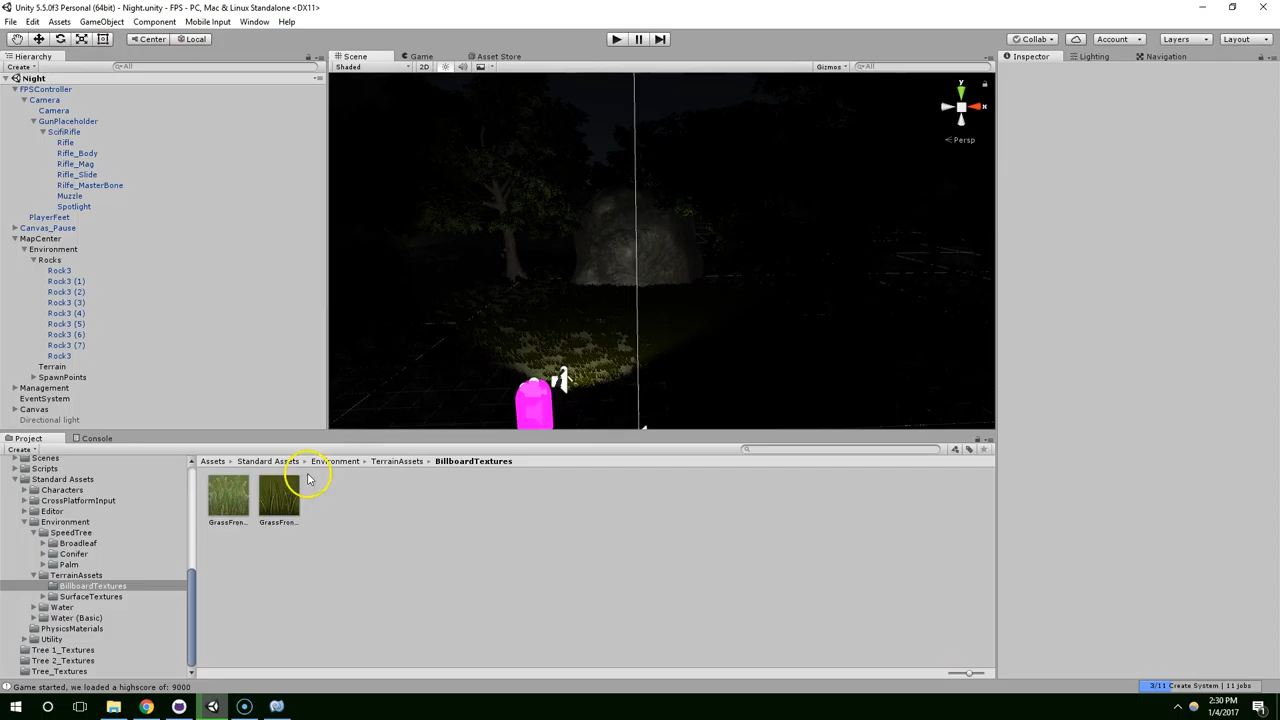 Unity 5.5.0f3 Personal (64bit) - Night.unity - FPS - PC, Mac & Linux Standalone <DX11>
File Edit Assets GameObject Component Mobile Input Window Help
Center Local Collab Account Layers Layout
Hierarchy Scene Game Asset Store Inspector Lighting Navigation
Create All Shaded 2D Gizmos All
Night
FPSController
Camera
Camera
GunPlaceholder
ScifiRifle
Rifle
Rifle_Body
Rifle_Mag
Rifle_Slide
Rilfe_MasterBone
Muzzle
Spotlight
PlayerFeet
Canvas_Pause
MapCenter
Environment
Rocks
Rock3
Rock3 (1)
Rock3 (2)
Rock3 (3)
Rock3 (4)
Rock3 (5)
Rock3 (6)
Rock3 (7)
Rock3
Terrain
SpawnPoints
Management
EventSystem
Canvas
Directional light
y
x
Persp
Project Console
Create
Scenes
Scripts
Standard Assets
Characters
CrossPlatformInput
Editor
Environment
SpeedTree
Broadleaf
Conifer
Palm
TerrainAssets
BillboardTextures
SurfaceTextures
Water
Water (Basic)
PhysicsMaterials
Utility
Tree 1_Textures
Tree 2_Textures
Tree_Textures
Assets Standard Assets Environment TerrainAssets BillboardTextures
GrassFron... GrassFron...
Game started, we loaded a highscore of: 9000
3/11 Create System | 11 jobs
2:30 PM
1/4/2017